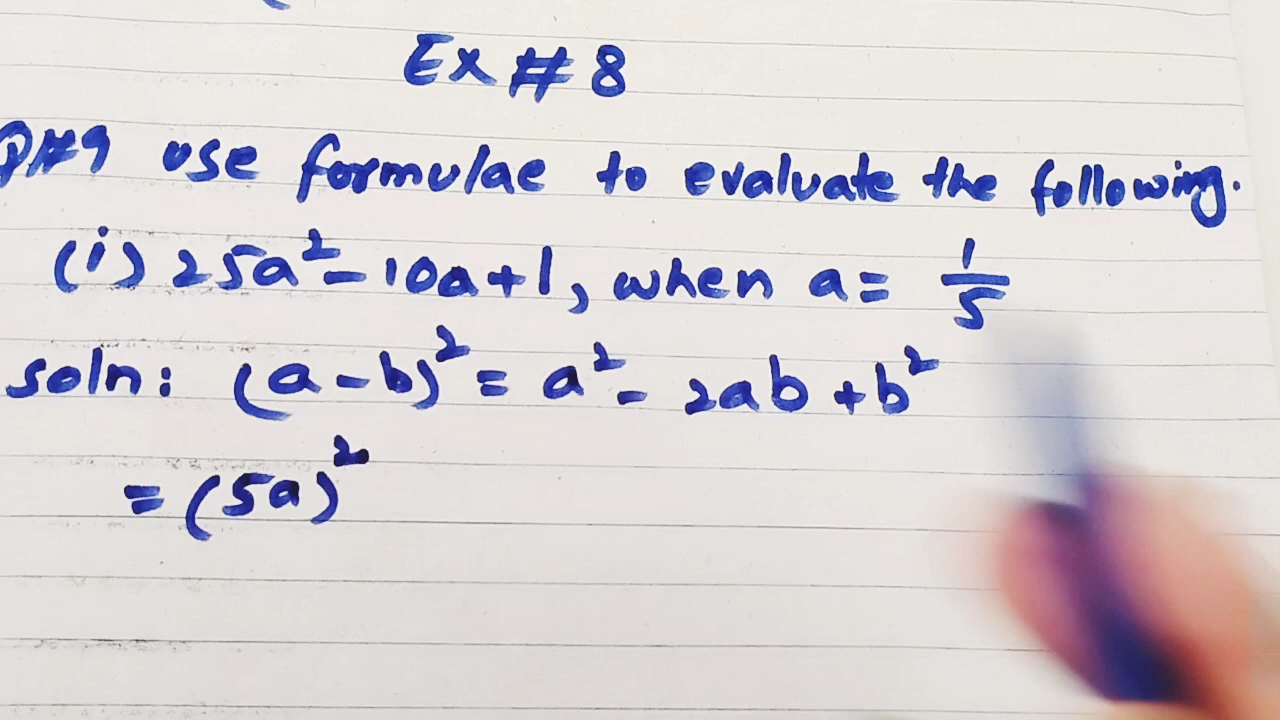 Ex # 8
Q#9 use formulae to evaluate the following.
(i) 25a² - 10a + 1, when a = 1/5
soln: (a - b)² = a² - 2ab + b²
= (5a)²